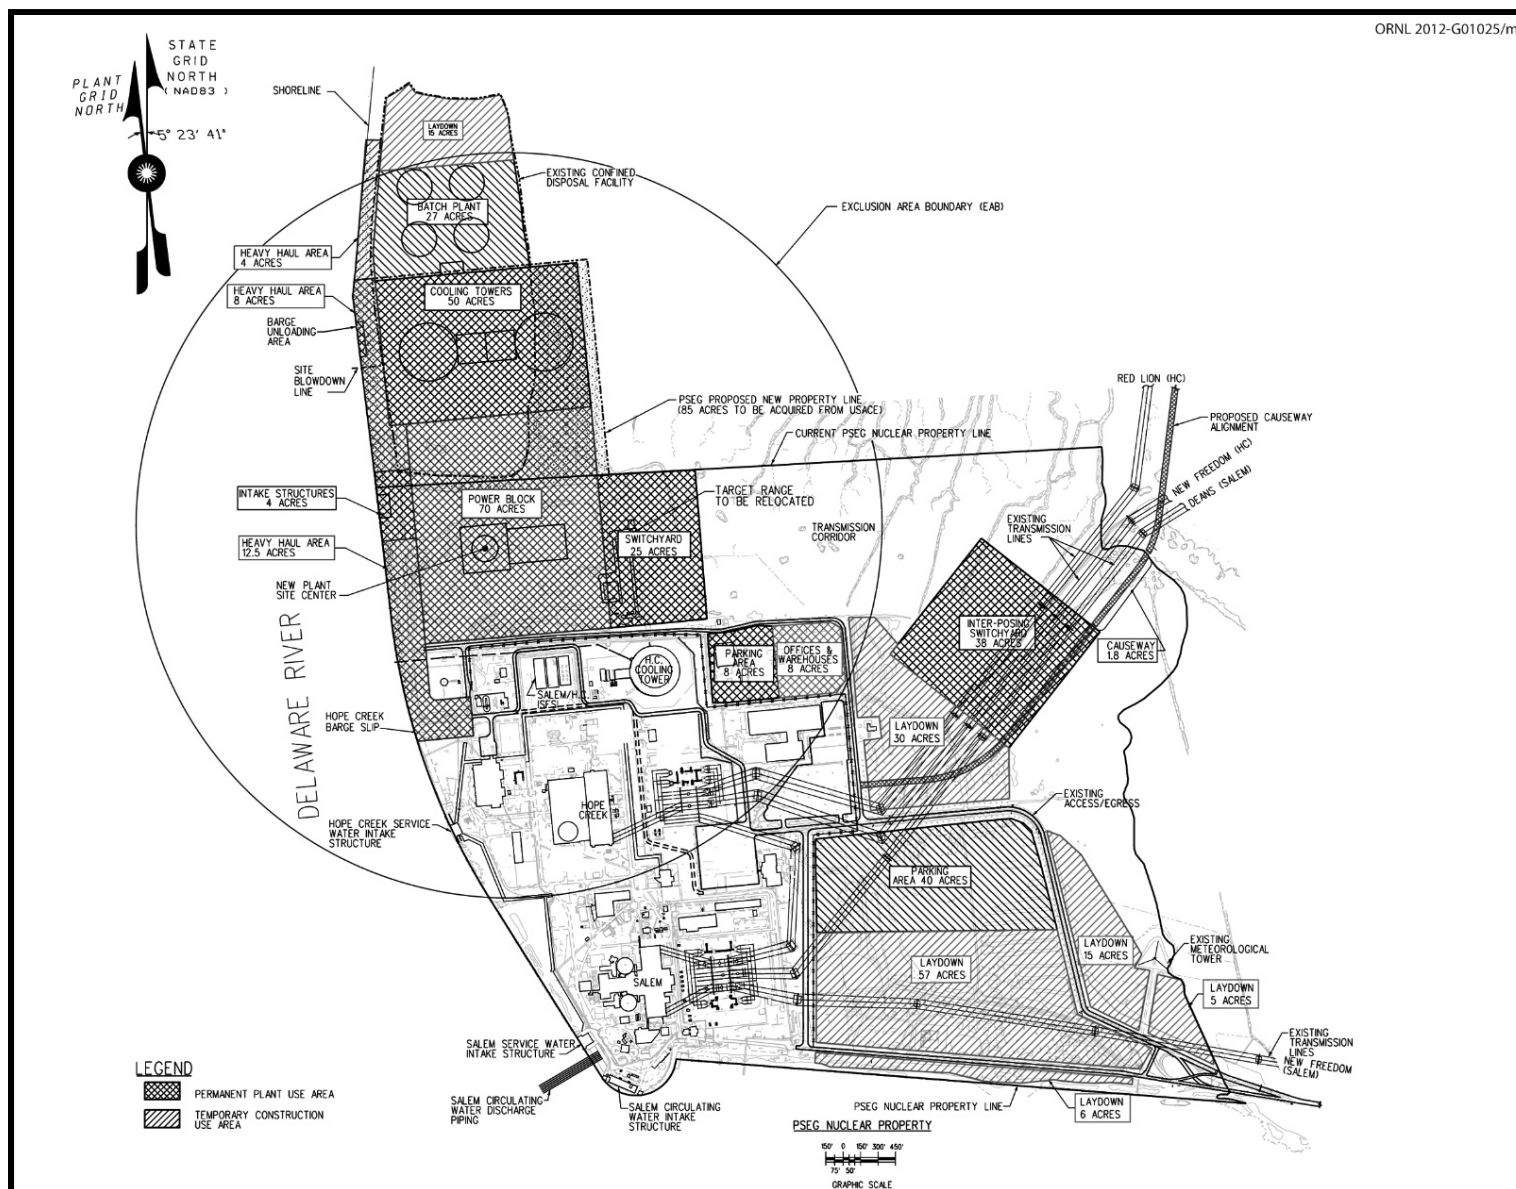 ORNL 2012-G01025/m
STATE
GRID
NORTH
( NAD83 )
PLANT
GRID
NORTH
5° 23' 41"
SHORELINE
LAYDOWN
15 ACRES
EXISTING CONFINED
DISPOSAL FACILITY
BATCH PLANT
27 ACRES
EXCLUSION AREA BOUNDARY (EAB)
HEAVY HAUL AREA
4 ACRES
HEAVY HAUL AREA
8 ACRES
COOLING TOWERS
50 ACRES
BARGE
UNLOADING
AREA
SITE
BLOWDOWN
LINE
RED LION (HC)
PSEG PROPOSED NEW PROPERTY LINE
(85 ACRES TO BE ACQUIRED FROM USACE)
PROPOSED CAUSEWAY
ALIGNMENT
CURRENT PSEG NUCLEAR PROPERTY LINE
NEW FREEDOM (HC)
DEANS (SALEM)
INTAKE STRUCTURES
4 ACRES
POWER BLOCK
70 ACRES
TARGET RANGE
TO BE RELOCATED
TRANSMISSION
CORRIDOR
EXISTING
TRANSMISSION
LINES
HEAVY HAUL AREA
12.5 ACRES
SWITCHYARD
25 ACRES
NEW PLANT
SITE CENTER
DELAWARE RIVER
INTER-POSING
SWITCHYARD
38 ACRES
CAUSEWAY
1.8 ACRES
H.C.
COOLING
TOWER
PARKING
AREA
8 ACRES
OFFICES &
WAREHOUSES
8 ACRES
SALEM/H.C.
ISFSI
HOPE CREEK
BARGE SLIP
LAYDOWN
30 ACRES
HOPE
CREEK
EXISTING
ACCESS/EGRESS
HOPE CREEK SERVICE
WATER INTAKE
STRUCTURE
PARKING
AREA 40 ACRES
LAYDOWN
15 ACRES
EXISTING
METEOROLOGICAL
TOWER
LAYDOWN
57 ACRES
SALEM
LAYDOWN
5 ACRES
EXISTING
TRANSMISSION
LINES
NEW FREEDOM
(SALEM)
SALEM SERVICE WATER
INTAKE STRUCTURE
LEGEND
PERMANENT PLANT USE AREA
TEMPORARY CONSTRUCTION
USE AREA
SALEM CIRCULATING
WATER DISCHARGE
PIPING
SALEM CIRCULATING
WATER INTAKE
STRUCTURE
PSEG NUCLEAR PROPERTY LINE
LAYDOWN
6 ACRES
PSEG NUCLEAR PROPERTY
150' 0 150' 300' 450'
75' 50'
GRAPHIC SCALE